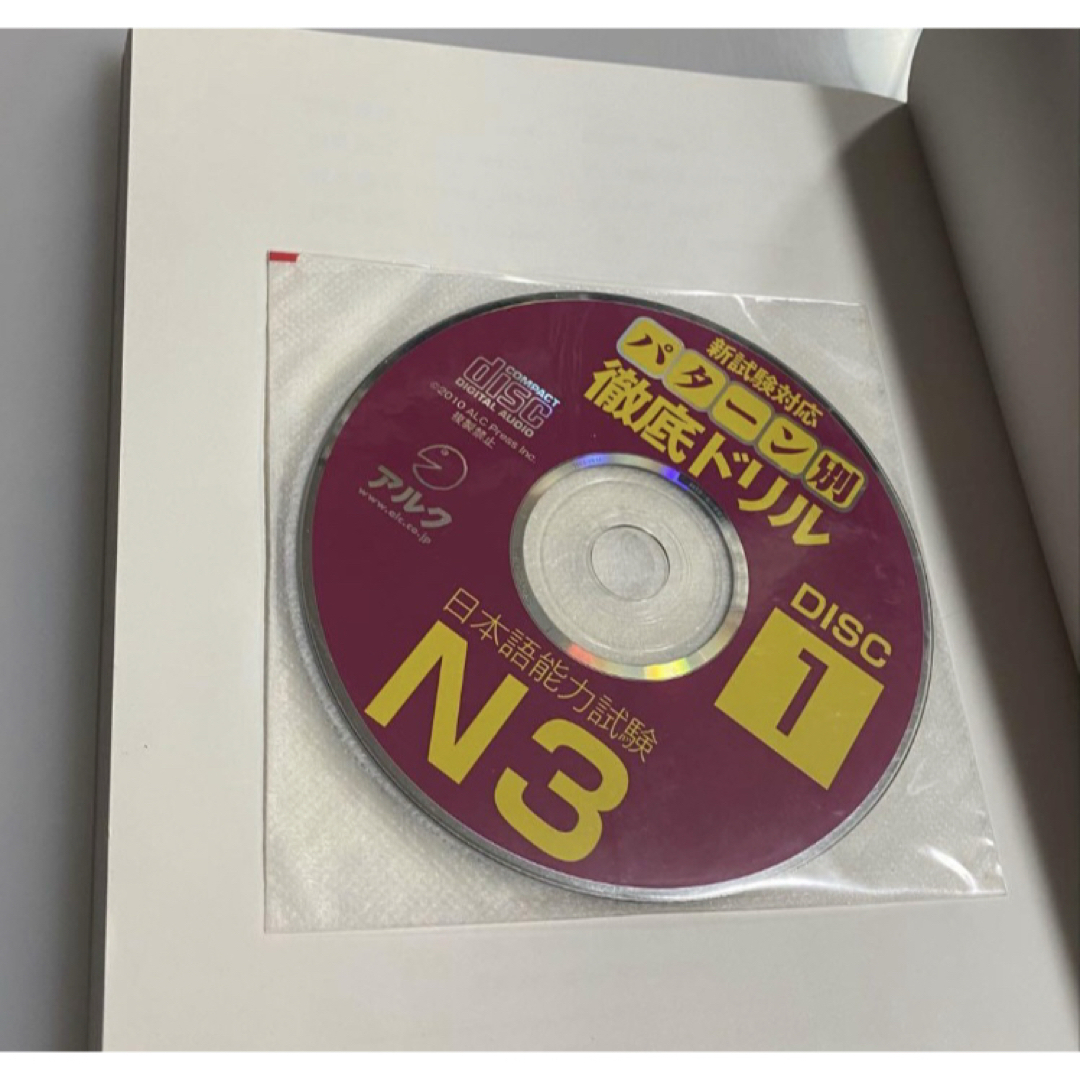 新試験対応
パターン別
徹底ドリル
COMPACT
disc
DIGITAL AUDIO
©2010 ALC Press Inc.
複製禁止
アルク
www.alc.co.jp
DISC
1
日本語能力試験
N3